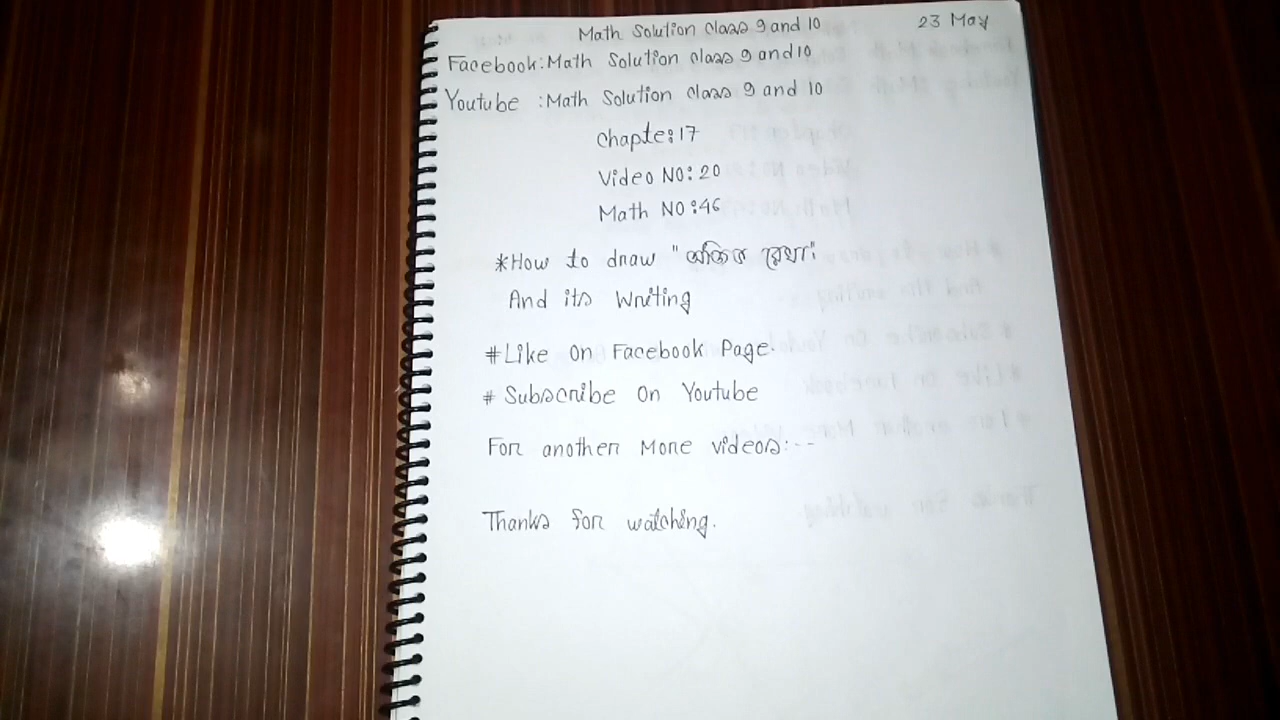 Math Solution class 9 and 10 23 May
Facebook:Math Solution class 9 and 10
Youtube :Math Solution class 9 and 10
Chapte:17
Video NO:20
Math NO:46
*How to draw "অজিভ রেখা"
And its Writing
#Like On Facebook Page.
# Subscribe On Youtube
For another More videos:--
Thanks for watching.